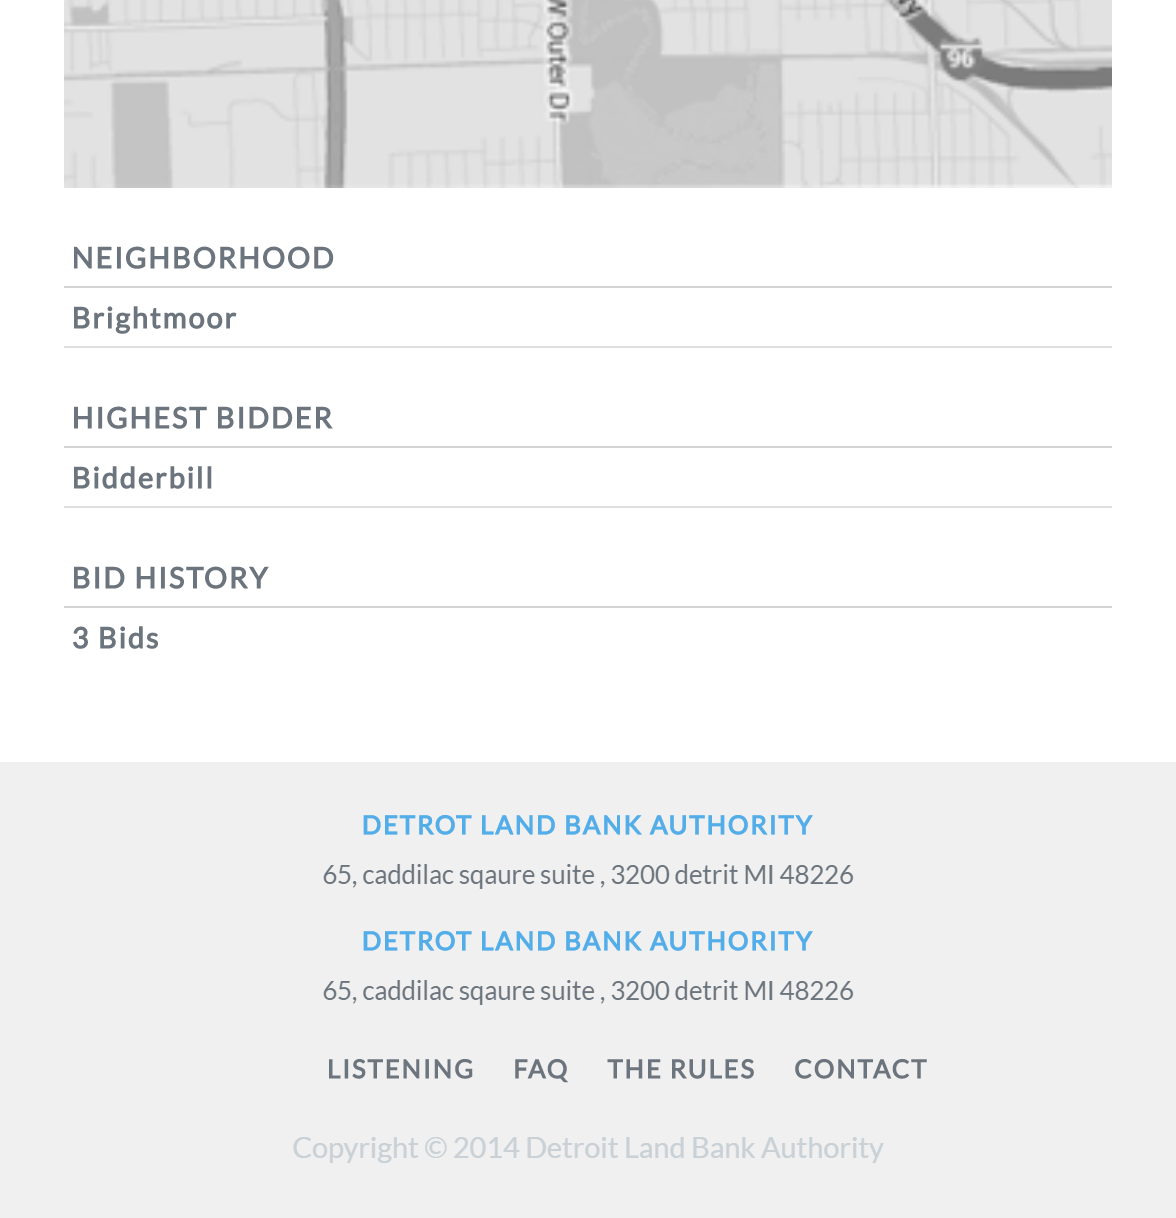 W Outer Dr
96
NEIGHBORHOOD
Brightmoor
HIGHEST BIDDER
Bidderbill
BID HISTORY
3 Bids
DETROT LAND BANK AUTHORITY
65, caddilac sqaure suite , 3200 detrit MI 48226
DETROT LAND BANK AUTHORITY
65, caddilac sqaure suite , 3200 detrit MI 48226
LISTENING FAQ THE RULES CONTACT
Copyright © 2014 Detroit Land Bank Authority